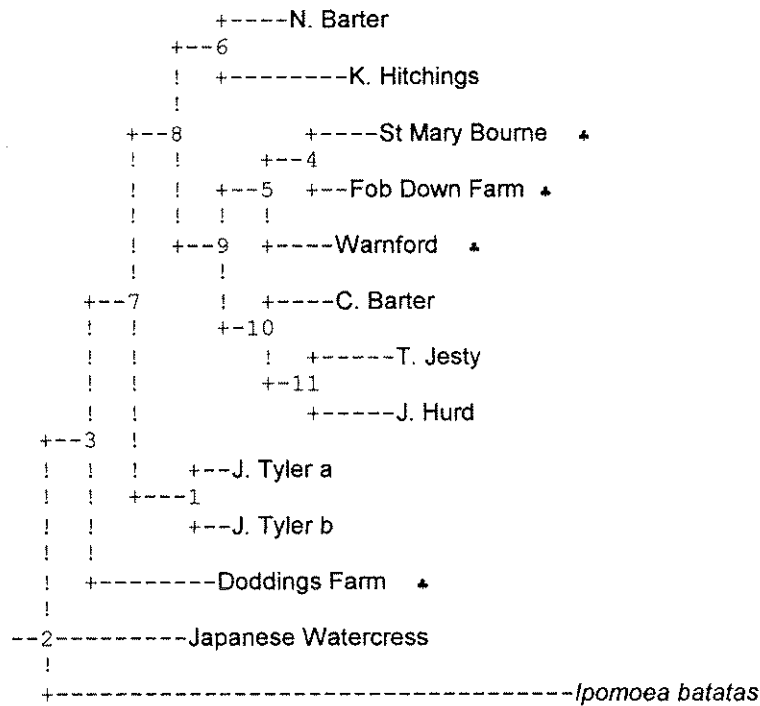 +----N. Barter
+--6
! +--------K. Hitchings
!
+--8 +----St Mary Bourne ♣
! ! +--4
! ! +--5 +--Fob Down Farm ♣
! ! ! !
! +--9 +----Warnford ♣
! !
+--7 ! +----C. Barter
! ! +-10
! ! ! +-----T. Jesty
! ! +-11
! ! +-----J. Hurd
+--3 !
! ! ! +--J. Tyler a
! ! +---1
! ! +--J. Tyler b
! !
! +--------Doddings Farm ♣
!
--2---------Japanese Watercress
!
+------------------------------------Ipomoea batatas